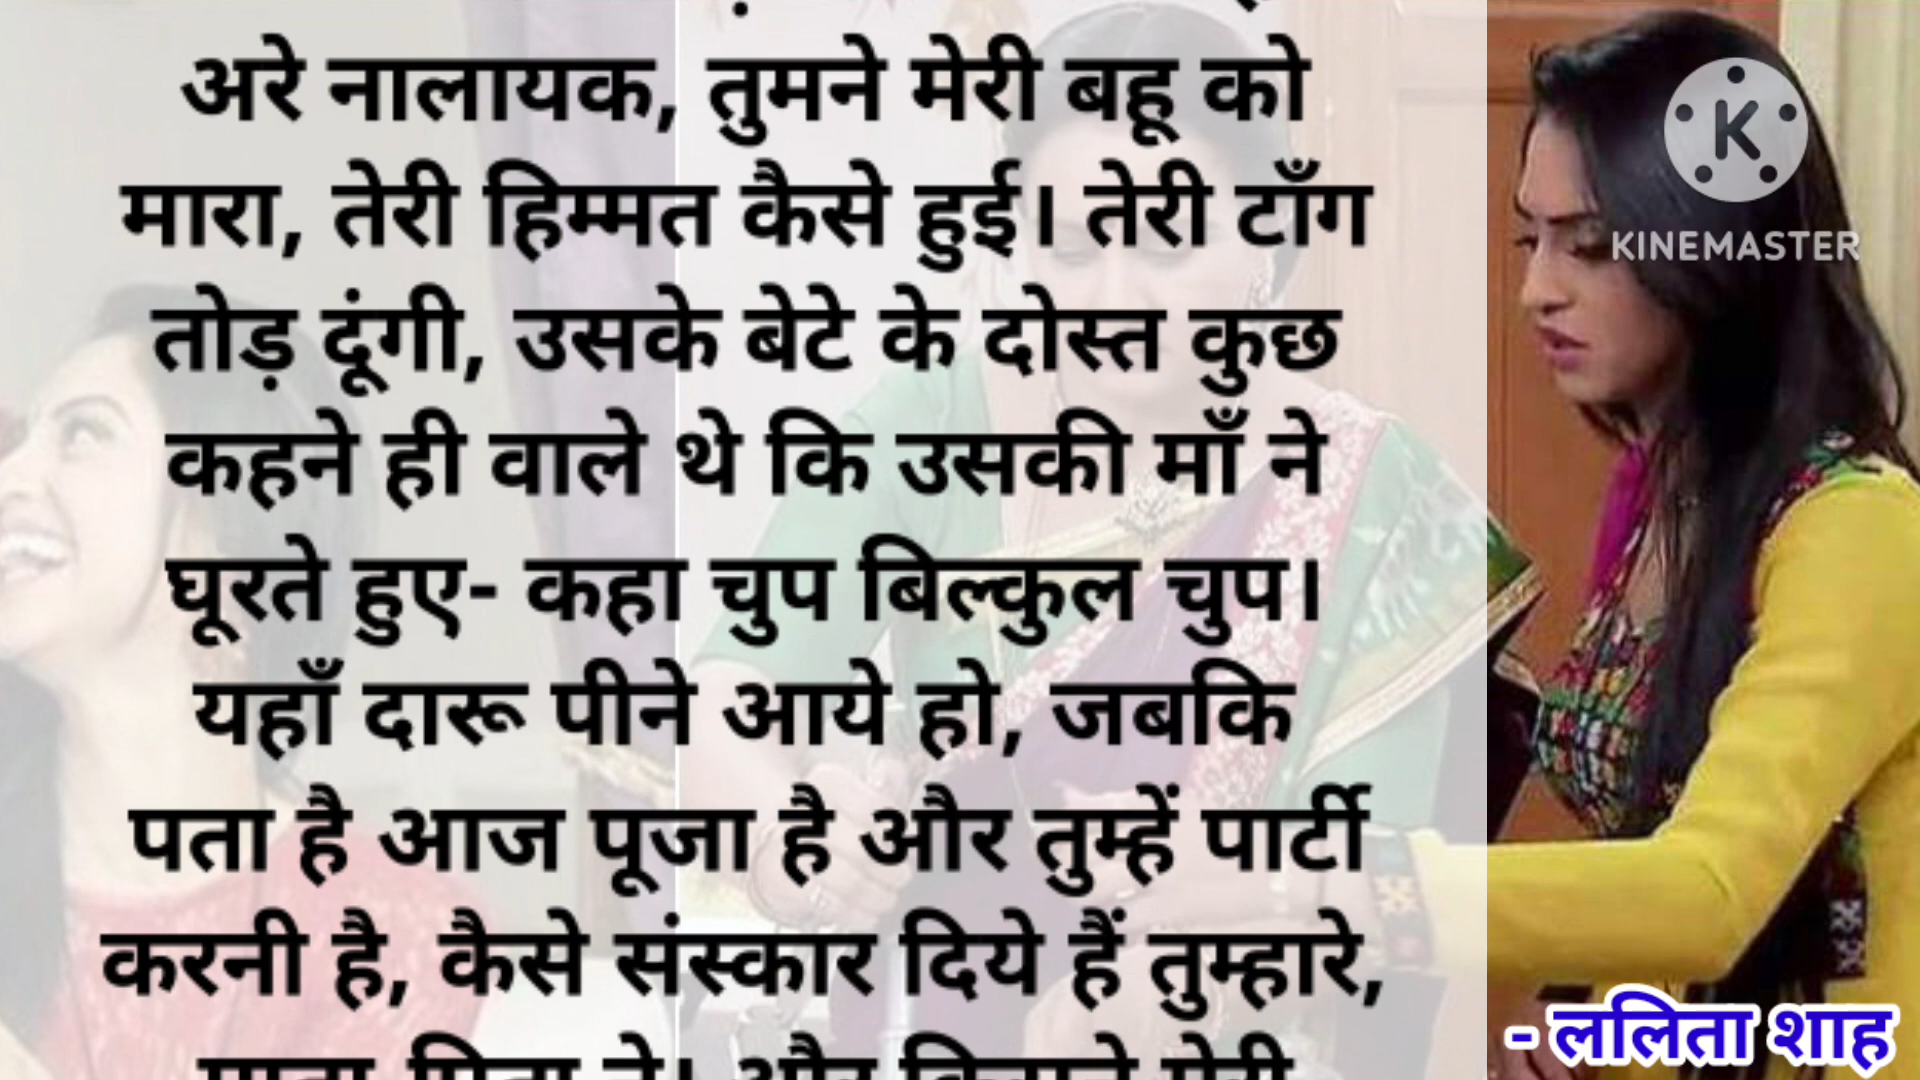 अरे नालायक, तुमने मेरी बहू को
मारा, तेरी हिम्मत कैसे हुई। तेरी टाँग
तोड़ दूंगी, उसके बेटे के दोस्त कुछ
कहने ही वाले थे कि उसकी माँ ने
घूरते हुए- कहा चुप बिल्कुल चुप।
यहाँ दारू पीने आये हो, जबकि
पता है आज पूजा है और तुम्हें पार्टी
करनी है, कैसे संस्कार दिये हैं तुम्हारे,
K
KINEMASTER
- ललिता शाह